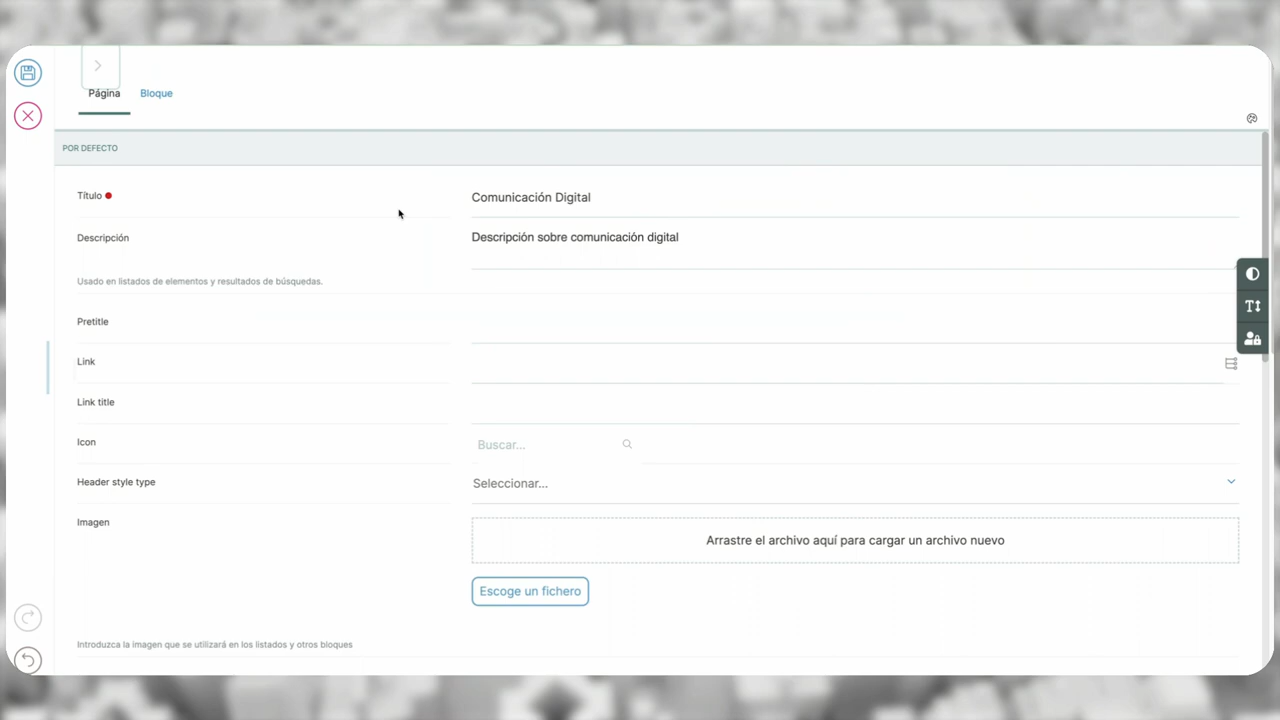 Página
Bloque
POR DEFECTO
Título
Comunicación Digital
Descripción
Descripción sobre comunicación digital
Usado en listados de elementos y resultados de búsquedas.
Pretitle
Link
Link title
Icon
Buscar...
Header style type
Seleccionar...
Imagen
Arrastre el archivo aquí para cargar un archivo nuevo
Escoge un fichero
Introduzca la imagen que se utilizará en los listados y otros bloques